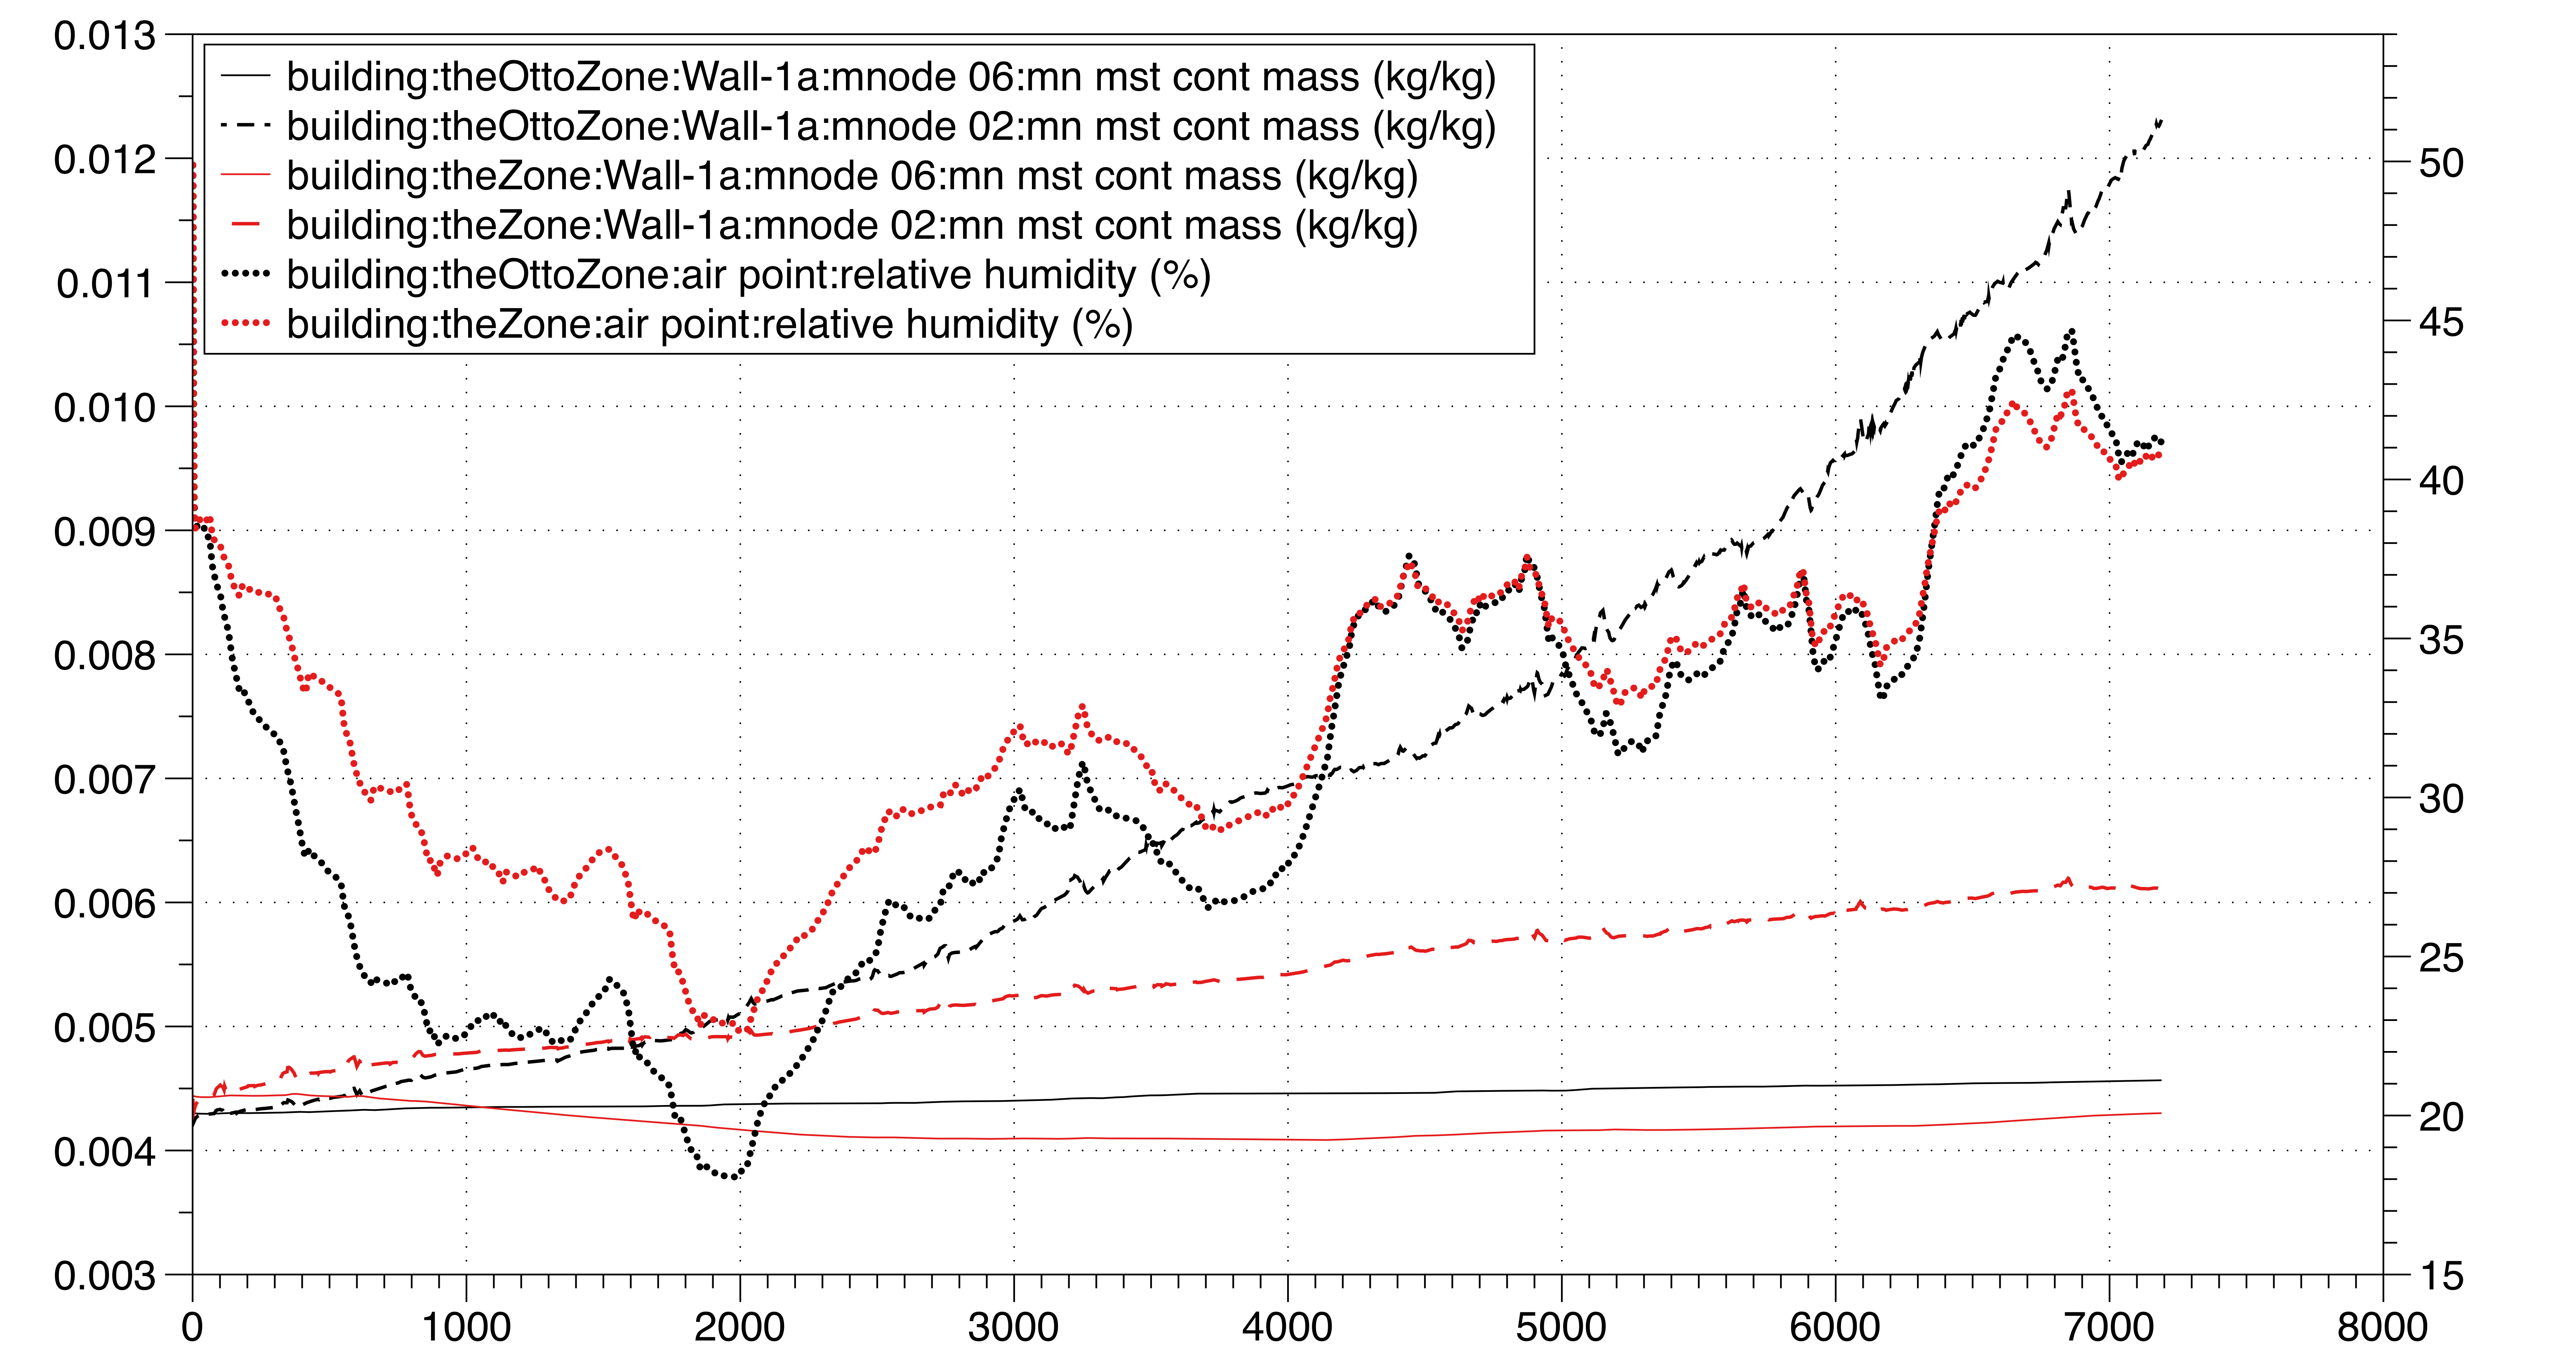 0.013
0.012
0.011
0.010
0.009
0.008
0.007
0.006
0.005
0.004
0.003
building:theOttoZone:Wall-1a:mnode 06:mn mst cont mass (kg/kg)
building:theOttoZone:Wall-1a:mnode 02:mn mst cont mass (kg/kg)
building:theZone:Wall-1a:mnode 06:mn mst cont mass (kg/kg)
building:theZone:Wall-1a:mnode 02:mn mst cont mass (kg/kg)
building:theOttoZone:air point:relative humidity (%)
building:theZone:air point:relative humidity (%)
50
45
40
35
30
25
20
15
0 1000 2000 3000 4000 5000 6000 7000 8000